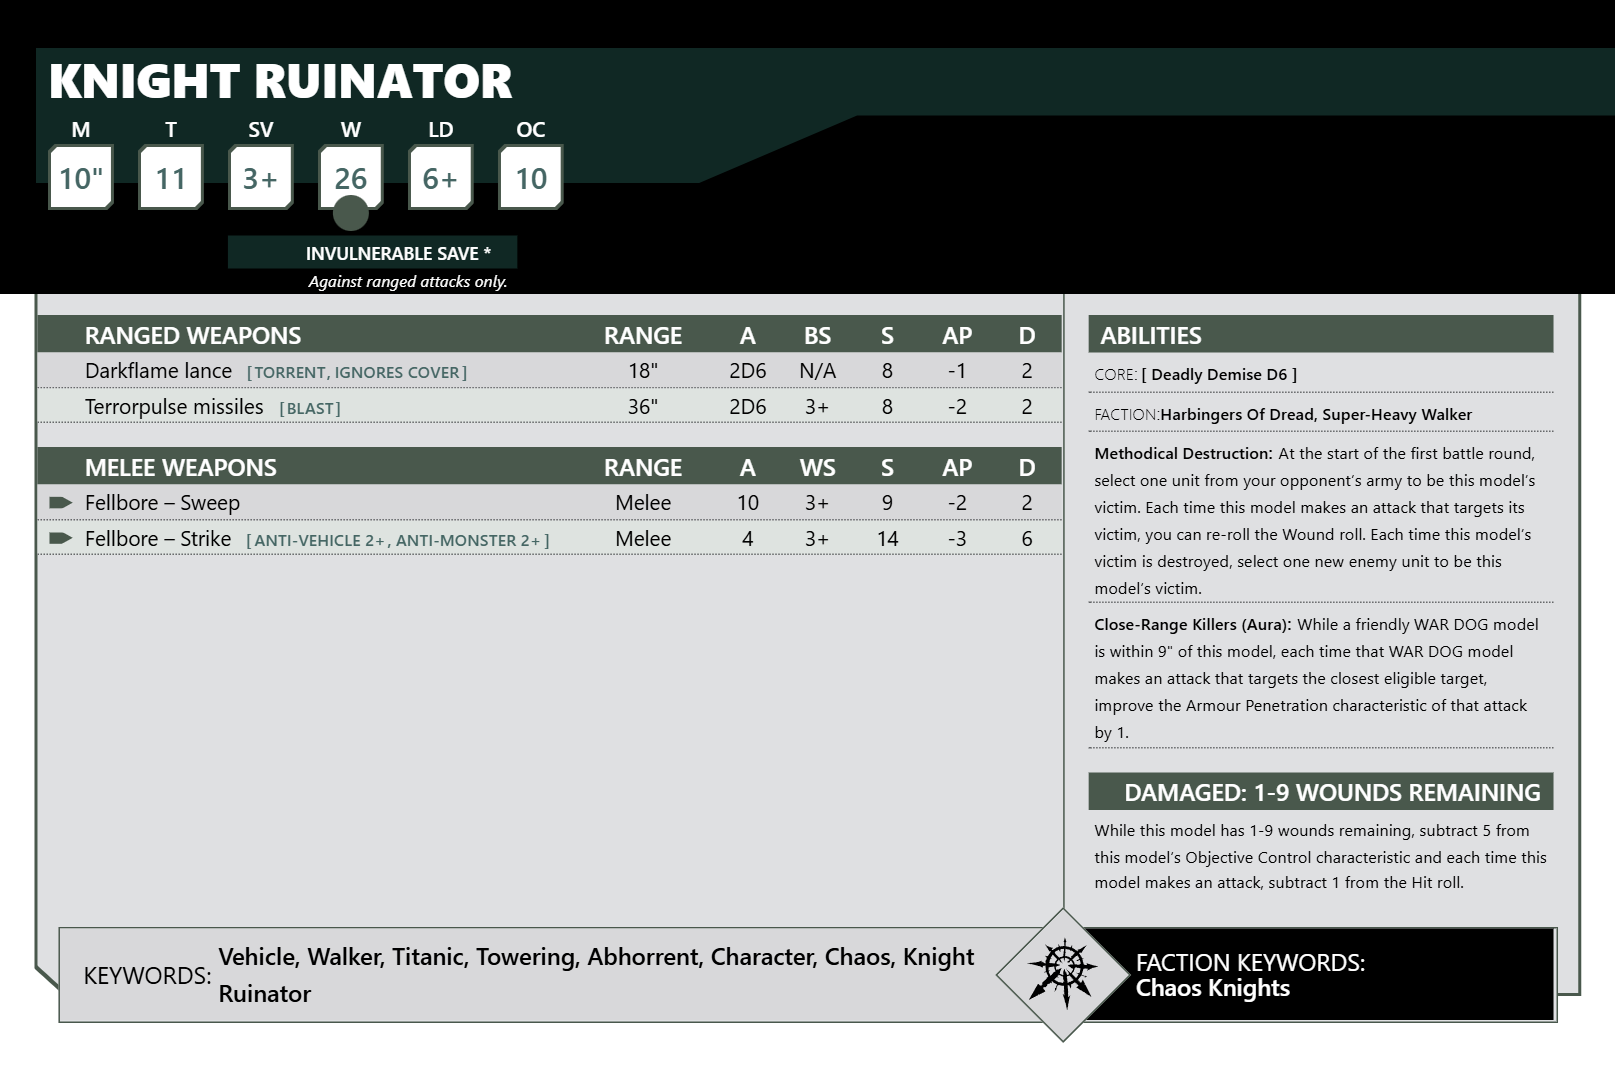 KNIGHT RUINATOR
M T SV W LD OC
10" 11 3+ 26 6+ 10
INVULNERABLE SAVE *
Against ranged attacks only.
RANGED WEAPONS RANGE A BS S AP D
Darkflame lance [TORRENT, IGNORES COVER] 18" 2D6 N/A 8 -1 2
Terrorpulse missiles [BLAST] 36" 2D6 3+ 8 -2 2
MELEE WEAPONS RANGE A WS S AP D
Fellbore – Sweep Melee 10 3+ 9 -2 2
Fellbore – Strike [ANTI-VEHICLE 2+, ANTI-MONSTER 2+] Melee 4 3+ 14 -3 6
ABILITIES
CORE: [ Deadly Demise D6 ]
FACTION:Harbingers Of Dread, Super-Heavy Walker
Methodical Destruction: At the start of the first battle round,
select one unit from your opponent’s army to be this model’s
victim. Each time this model makes an attack that targets its
victim, you can re-roll the Wound roll. Each time this model’s
victim is destroyed, select one new enemy unit to be this
model’s victim.
Close-Range Killers (Aura): While a friendly WAR DOG model
is within 9" of this model, each time that WAR DOG model
makes an attack that targets the closest eligible target,
improve the Armour Penetration characteristic of that attack
by 1.
DAMAGED: 1-9 WOUNDS REMAINING
While this model has 1-9 wounds remaining, subtract 5 from
this model’s Objective Control characteristic and each time this
model makes an attack, subtract 1 from the Hit roll.
KEYWORDS: Vehicle, Walker, Titanic, Towering, Abhorrent, Character, Chaos, Knight
Ruinator
FACTION KEYWORDS:
Chaos Knights